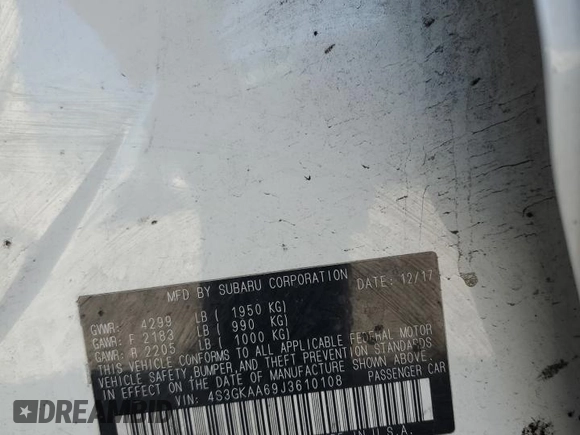 MFD BY SUBARU CORPORATION DATE: 12/17
GVWR: 4299 LB ( 1950 KG)
GAWR: F 2183 LB ( 990 KG)
GAWR: R 2205 LB ( 1000 KG)
THIS VEHICLE CONFORMS TO ALL APPLICABLE FEDERAL MOTOR
VEHICLE SAFETY, BUMPER, AND THEFT PREVENTION STANDARDS
IN EFFECT ON THE DATE OF MANUFACTURE SHOWN ABOVE.
VIN: 4S3GKAA69J3610108 PASSENGER CAR
IN U.S.A.
DREAMBID